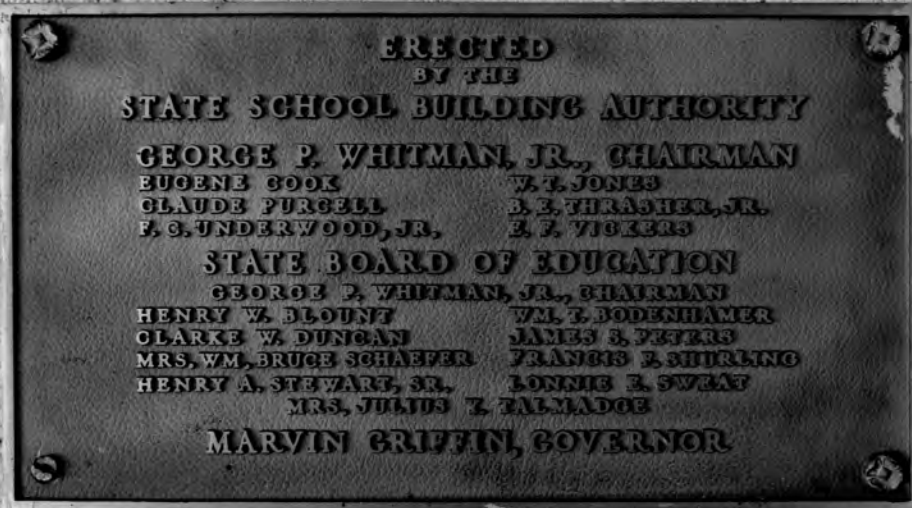 ERECTED
BY THE
STATE SCHOOL BUILDING AUTHORITY
GEORGE P. WHITMAN, JR., CHAIRMAN
EUGENE COOK W. T. JONES
CLAUDE PURCELL B. E. THRASHER, JR.
F. C. UNDERWOOD, JR. E. F. VICKERS
STATE BOARD OF EDUCATION
GEORGE P. WHITMAN, JR., CHAIRMAN
HENRY W. BLOUNT WM. T. BODENHAMER
CLARKE W. DUNCAN JAMES S. PETERS
MRS. WM. BRUCE SCHAEFER FRANCIS F. SHURLING
HENRY A. STEWART, SR. LONNIE E. SWEAT
MRS. JULIUS Y. TALMADGE
MARVIN GRIFFIN, GOVERNOR